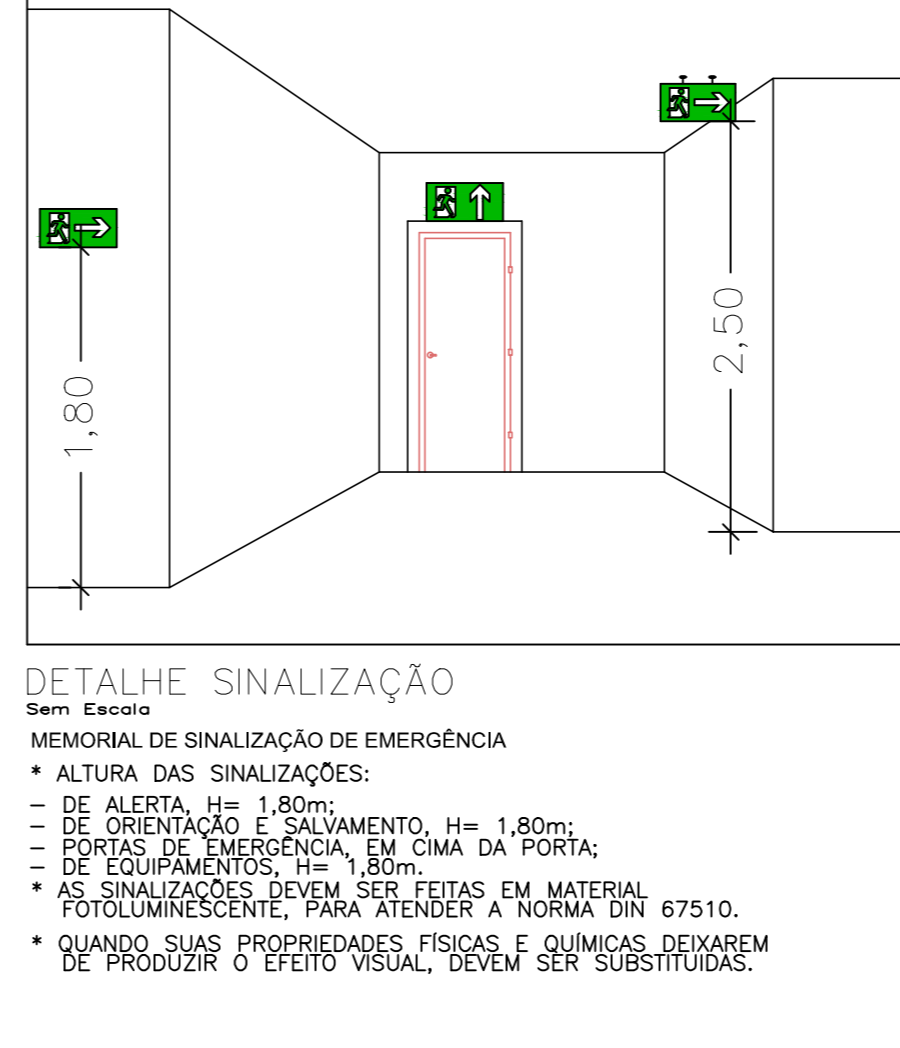 1,80
2,50
DETALHE SINALIZAÇÃO
Sem Escala
MEMORIAL DE SINALIZAÇÃO DE EMERGÊNCIA
* ALTURA DAS SINALIZAÇÕES:
– DE ALERTA, H= 1,80m;
– DE ORIENTAÇÃO E SALVAMENTO, H= 1,80m;
– PORTAS DE EMERGÊNCIA, EM CIMA DA PORTA;
– DE EQUIPAMENTOS, H= 1,80m.
* AS SINALIZAÇÕES DEVEM SER FEITAS EM MATERIAL
FOTOLUMINESCENTE, PARA ATENDER A NORMA DIN 67510.
* QUANDO SUAS PROPRIEDADES FÍSICAS E QUÍMICAS DEIXAREM
DE PRODUZIR O EFEITO VISUAL, DEVEM SER SUBSTITUIDAS.